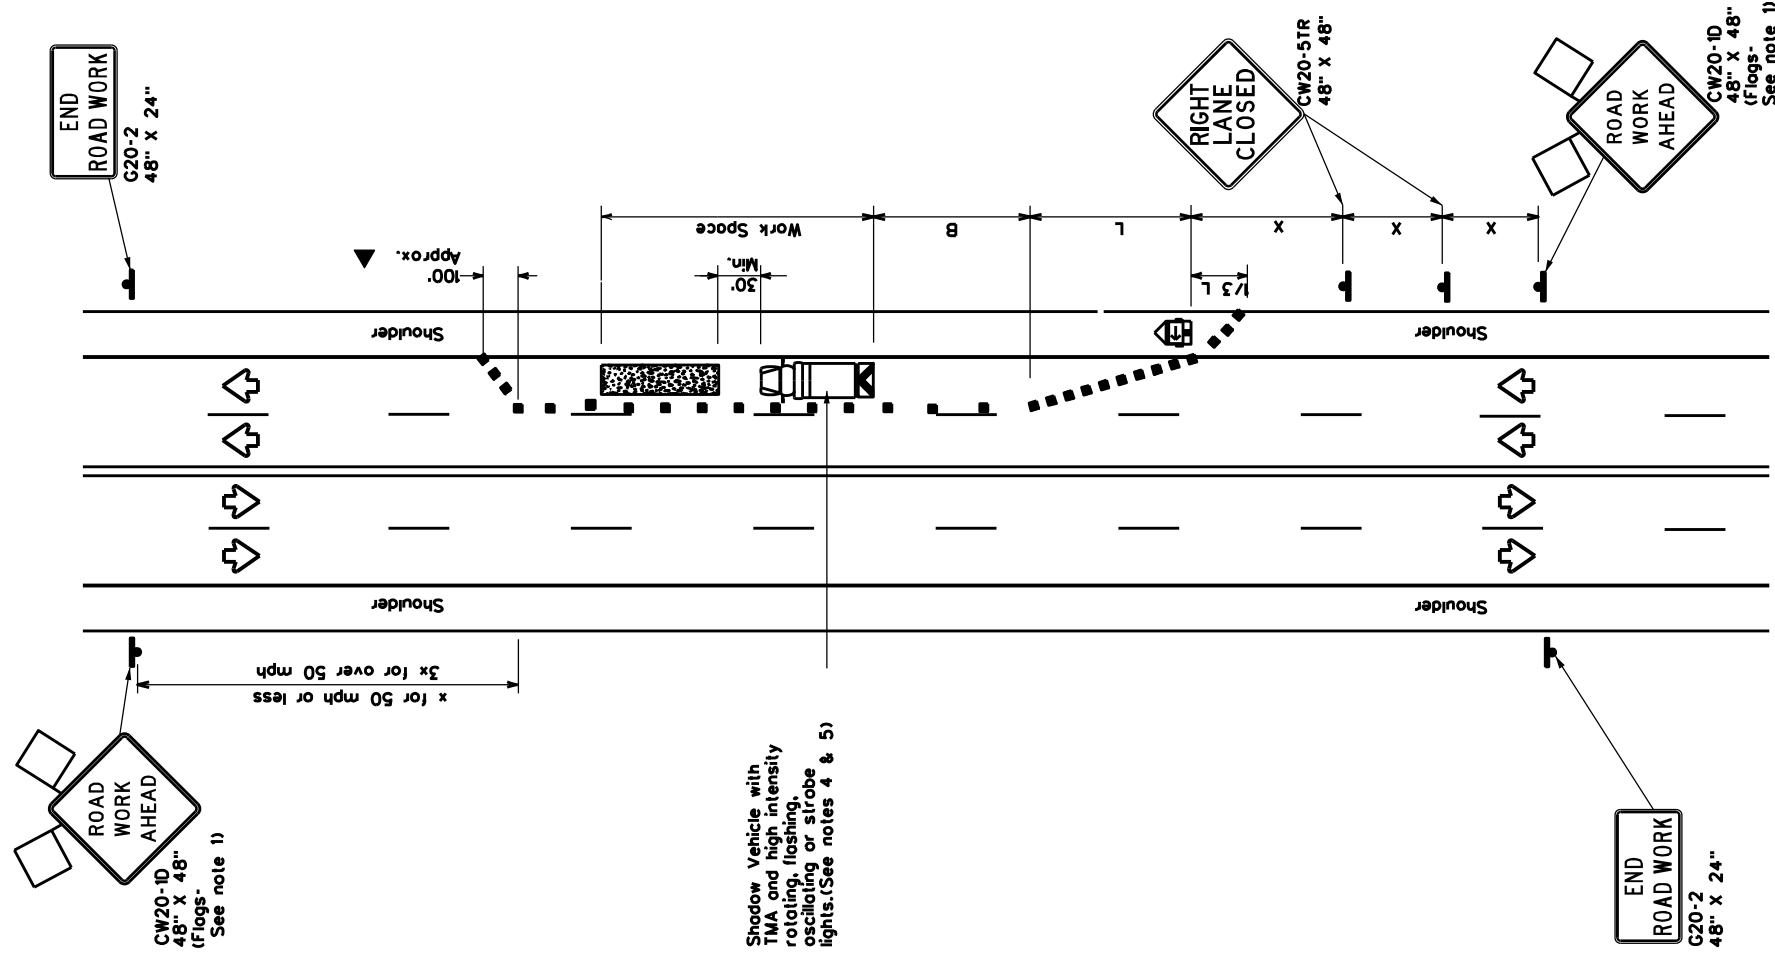 END
ROAD WORK
G20-2
48" X 24"
RIGHT
LANE
CLOSED
CW20-5TR
48" X 48"
ROAD
WORK
AHEAD
CW20-1D
48" X 48"
(Flags-
See note 1)
100'
Approx.
Work Space
30'
Min.
B
L
x
x
x
1/3 L
Shoulder
Shoulder
Shoulder
Shoulder
x for 50 mph or less
3x for over 50 mph
ROAD
WORK
AHEAD
CW20-1D
48" X 48"
(Flags-
See note 1)
Shadow Vehicle with
TMA and high intensity
rotating, flashing,
oscillating or strobe
lights.(See notes 4 & 5)
END
ROAD WORK
G20-2
48" X 24"